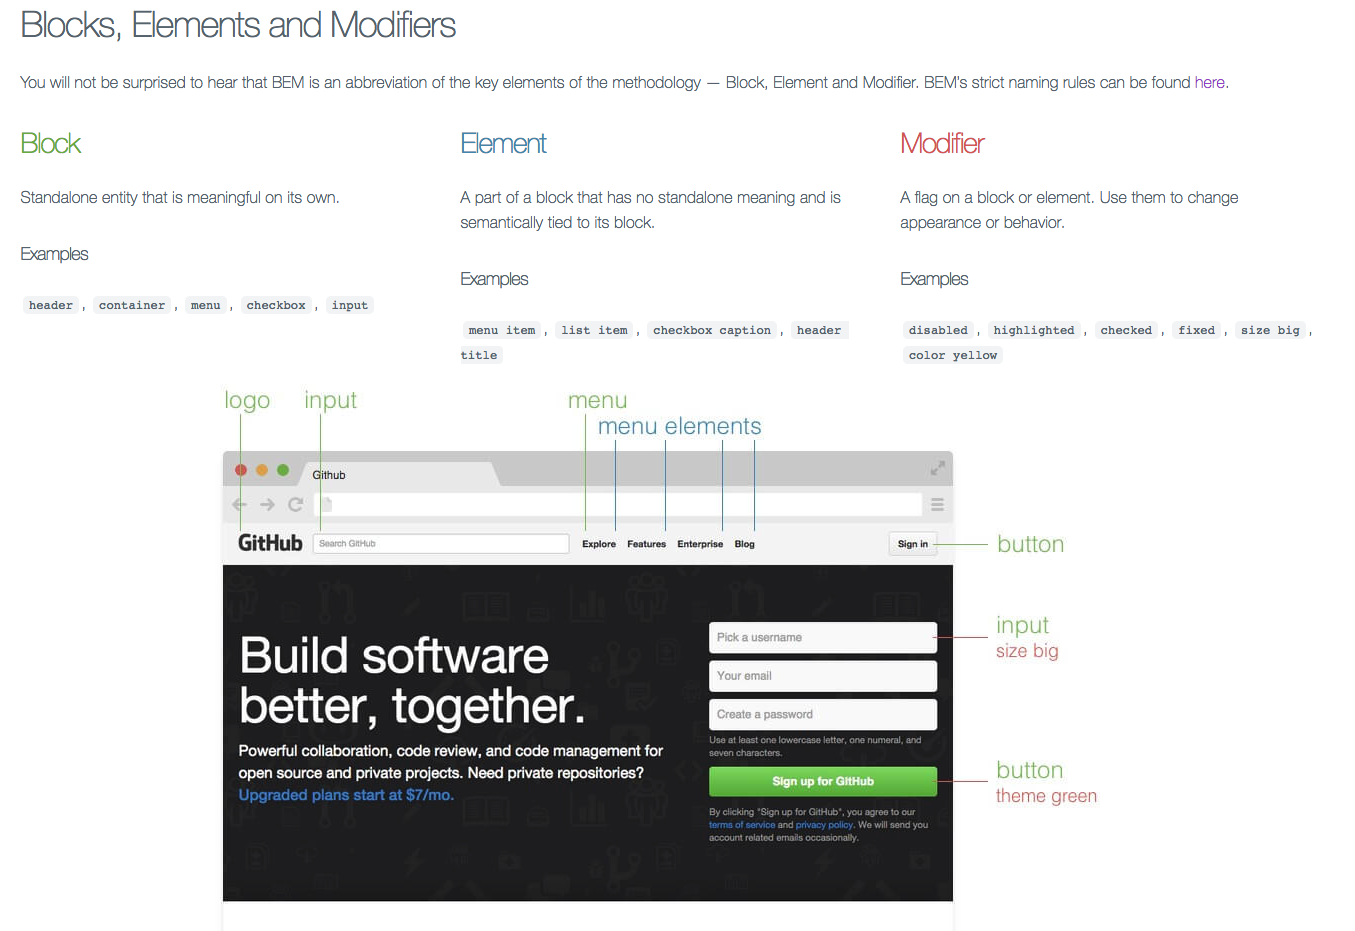 Blocks, Elements and Modifiers
You will not be surprised to hear that BEM is an abbreviation of the key elements of the methodology — Block, Element and Modifier. BEM's strict naming rules can be found here.
Block
Standalone entity that is meaningful on its own.
Examples
header , container , menu , checkbox , input
Element
A part of a block that has no standalone meaning and is
semantically tied to its block.
Examples
menu item , list item , checkbox caption , header
title
Modifier
A flag on a block or element. Use them to change
appearance or behavior.
Examples
disabled , highlighted , checked , fixed , size big ,
color yellow
logo input menu
menu elements
Github
GitHub Search GitHub Explore Features Enterprise Blog Sign in button
Build software
better, together.
Powerful collaboration, code review, and code management for
open source and private projects. Need private repositories?
Upgraded plans start at $7/mo.
Pick a username
input
size big
Your email
Create a password
Use at least one lowercase letter, one numeral, and
seven characters.
Sign up for GitHub
button
theme green
By clicking "Sign up for GitHub", you agree to our
terms of service and privacy policy. We will send you
account related emails occasionally.